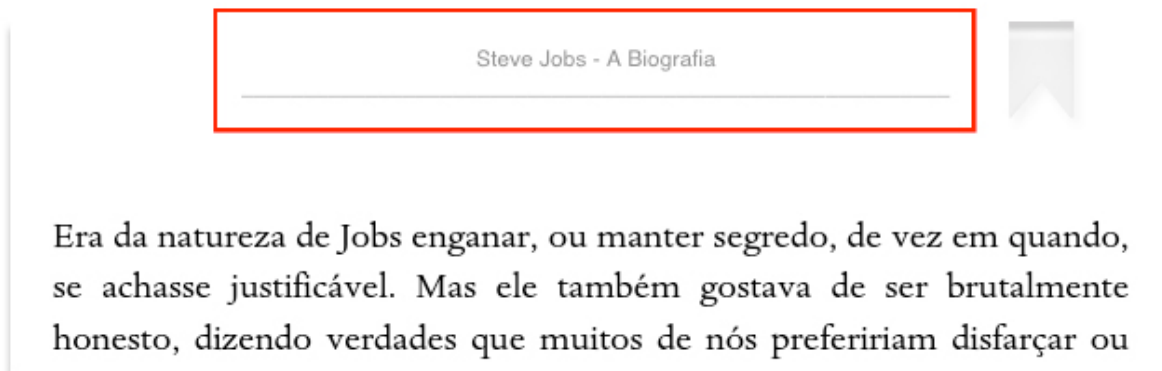 Steve Jobs - A Biografia
Era da natureza de Jobs enganar, ou manter segredo, de vez em quando,
se achasse justificável. Mas ele também gostava de ser brutalmente
honesto, dizendo verdades que muitos de nós prefeririam disfarçar ou